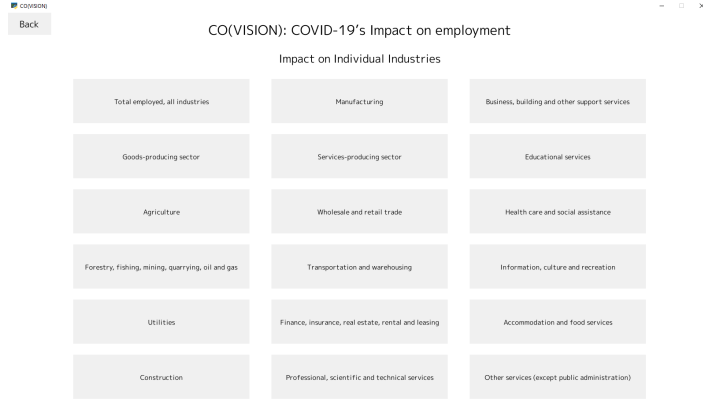 CO(VISION)
Back
CO(VISION): COVID-19's Impact on employment
Impact on Individual Industries
Total employed, all industries
Manufacturing
Business, building and other support services
Goods-producing sector
Services-producing sector
Educational services
Agriculture
Wholesale and retail trade
Health care and social assistance
Forestry, fishing, mining, quarrying, oil and gas
Transportation and warehousing
Information, culture and recreation
Utilities
Finance, insurance, real estate, rental and leasing
Accommodation and food services
Construction
Professional, scientific and technical services
Other services (except public administration)